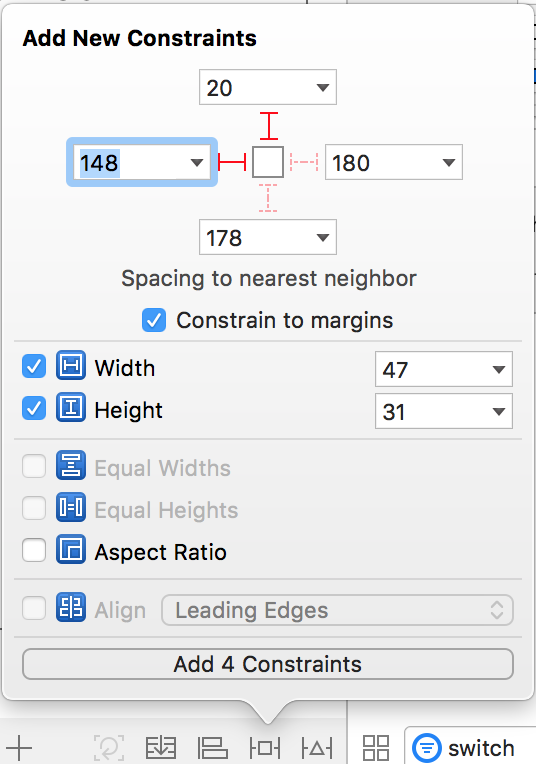 Add New Constraints
20
148
180
178
Spacing to nearest neighbor
Constrain to margins
Width
47
Height
31
Equal Widths
Equal Heights
Aspect Ratio
Align
Leading Edges
Add 4 Constraints
switch